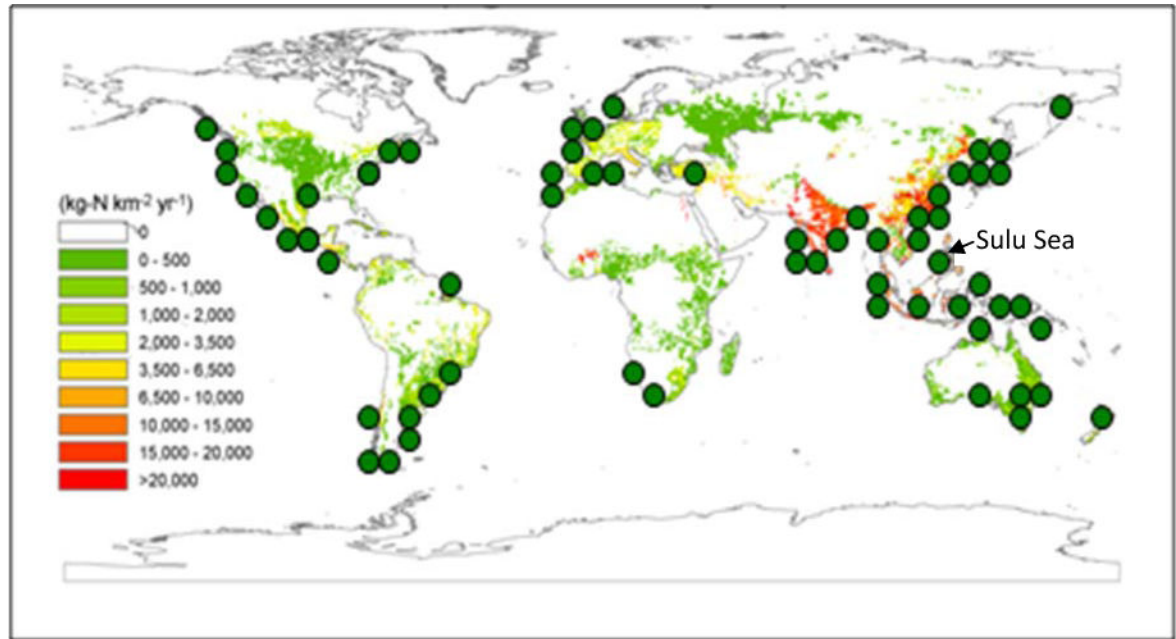 (kg-N km-2 yr-1)
0
0 - 500
500 - 1,000
1,000 - 2,000
2,000 - 3,500
3,500 - 6,500
6,500 - 10,000
10,000 - 15,000
15,000 - 20,000
>20,000
Sulu Sea